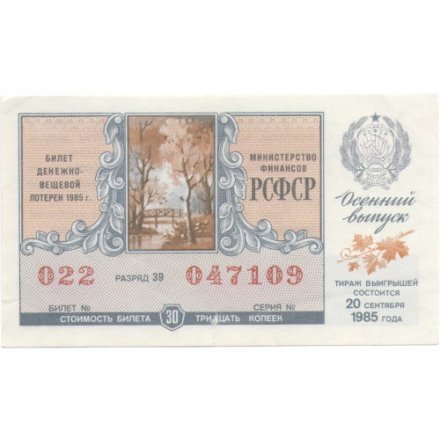 БИЛЕТ
ДЕНЕЖНО-
ВЕЩЕВОЙ
ЛОТЕРЕИ 1985 г.
МИНИСТЕРСТВО
ФИНАНСОВ
РСФСР
022 РАЗРЯД 39 047109
БИЛЕТ № СЕРИЯ №
СТОИМОСТЬ БИЛЕТА 30 ТРИДЦАТЬ КОПЕЕК
Осенний
выпуск
ТИРАЖ ВЫИГРЫШЕЙ
СОСТОИТСЯ
20 СЕНТЯБРЯ
1985 ГОДА